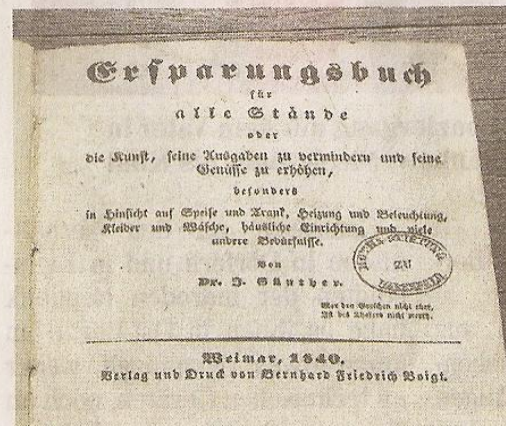 Ersparungsbuch
für
alle Stände
oder
die Kunst, seine Ausgaben zu vermindern und seine
Genüsse zu erhöhen,
besonders
in Hinsicht auf Speise und Trank, Heizung und Beleuchtung,
Kleider und Wäsche, häusliche Einrichtung und viele
andere Bedürfnisse.
Von
Dr. J. Günther.
ZU
Wer den Groschen nicht ehrt,
Ist des Thalers nicht werth.
Weimar, 1840.
Verlag und Druck von Bernhard Friedrich Voigt.